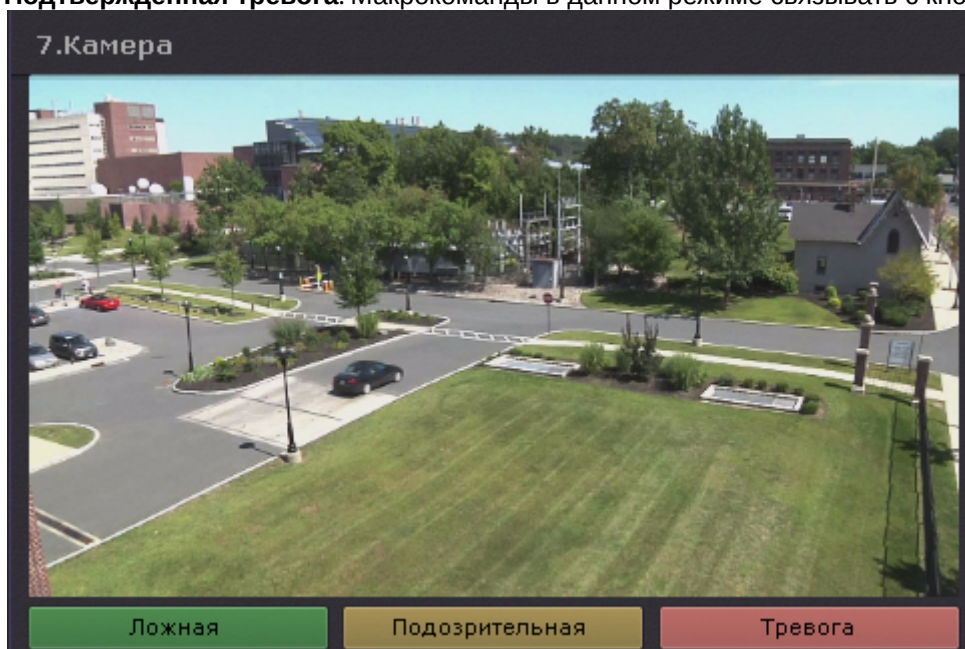 Подтвержденная тревога. Макрокоманды в данном режиме связывать с кно
7.Камера
Ложная
Подозрительная
Тревога